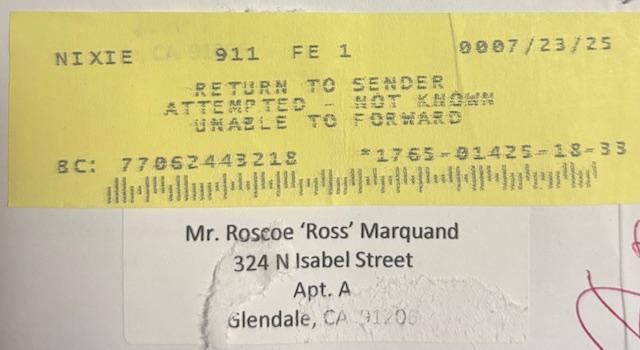 NIXIE 911 FE 1 0007/23/25
RETURN TO SENDER
ATTEMPTED - NOT KNOWN
UNABLE TO FORWARD
BC: 77062443218 *1765-01425-18-33
Mr. Roscoe ‘Ross’ Marquand
324 N Isabel Street
Apt. A
Glendale, CA 91206